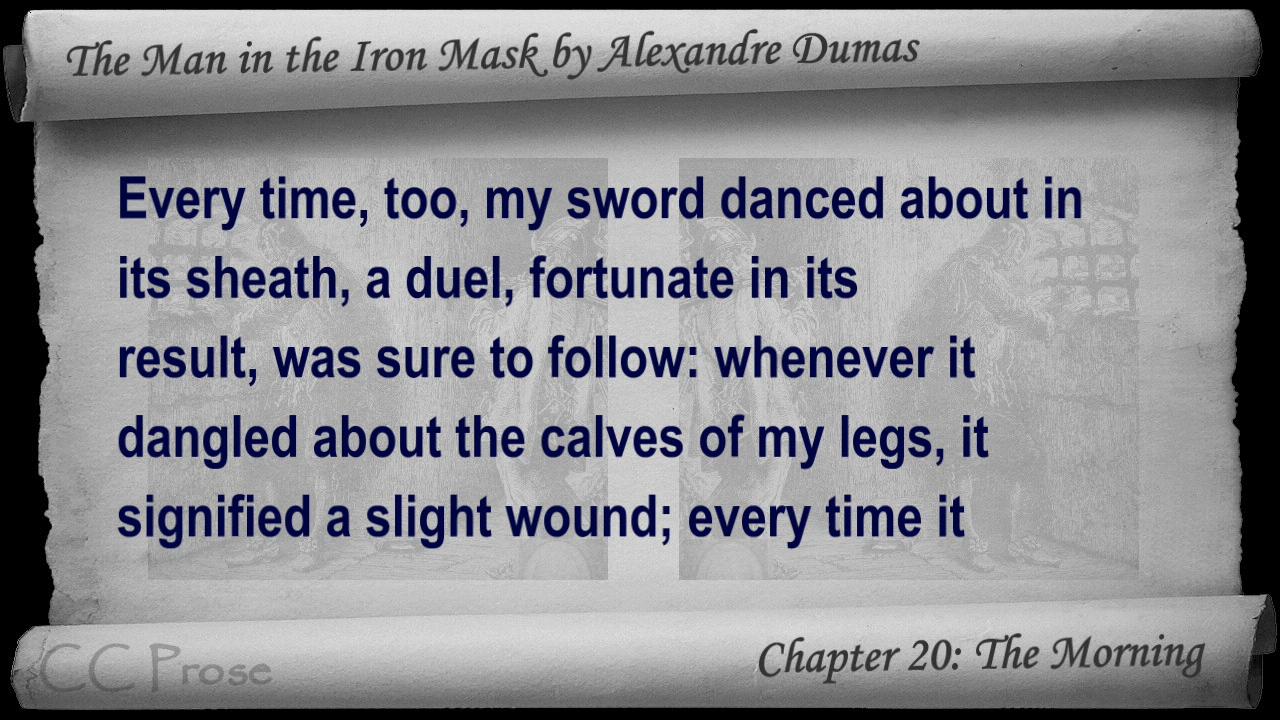 The Man in the Iron Mask by Alexandre Dumas
Every time, too, my sword danced about in
its sheath, a duel, fortunate in its
result, was sure to follow: whenever it
dangled about the calves of my legs, it
signified a slight wound; every time it
CC Prose
Chapter 20: The Morning